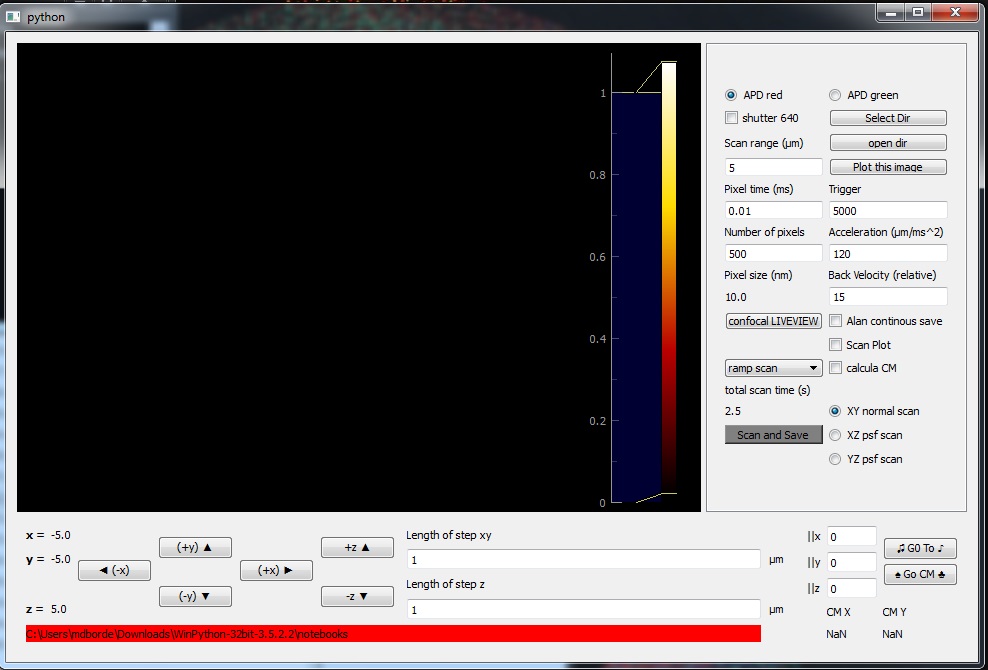 python
1
0.8
0.6
0.4
0.2
0
APD red
APD green
shutter 640
Select Dir
Scan range (µm)
open dir
5
Plot this image
Pixel time (ms)
Trigger
0.01
5000
Number of pixels
Acceleration (µm/ms^2)
500
120
Pixel size (nm)
Back Velocity (relative)
10.0
15
confocal LIVEVIEW
Alan continous save
Scan Plot
ramp scan
calcula CM
total scan time (s)
2.5
XY normal scan
Scan and Save
XZ psf scan
YZ psf scan
x = -5.0
(+y) ▲
+z ▲
Length of step xy
||x 0
♫ G0 To ♪
y = -5.0
◄ (-x)
(+x) ►
1 µm
||y 0
♠ Go CM ♣
(-y) ▼
-z ▼
Length of step z
||z 0
z = 5.0
1 µm
CM X
CM Y
C:\Users\mdborde\Downloads\WinPython-32bit-3.5.2.2\notebooks
NaN
NaN